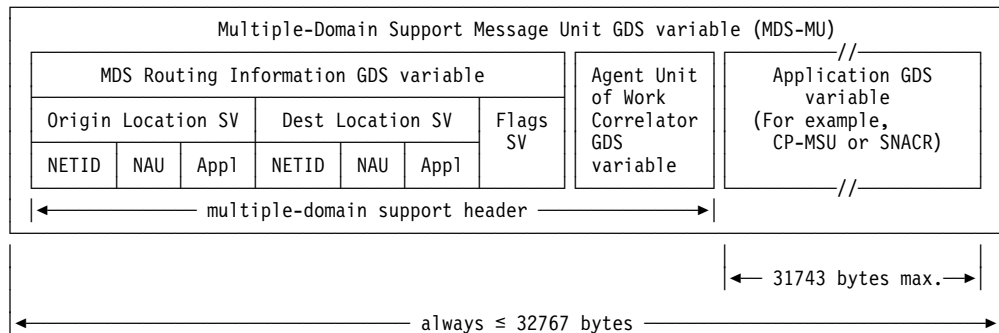 Multiple-Domain Support Message Unit GDS variable (MDS-MU)
MDS Routing Information GDS variable
Origin Location SV
Dest Location SV
Flags
SV
NETID
NAU
Appl
NETID
NAU
Appl
Agent Unit
of Work
Correlator
GDS
variable
Application GDS
variable
(For example,
CP-MSU or SNACR)
multiple-domain support header
31743 bytes max.
always ≤ 32767 bytes